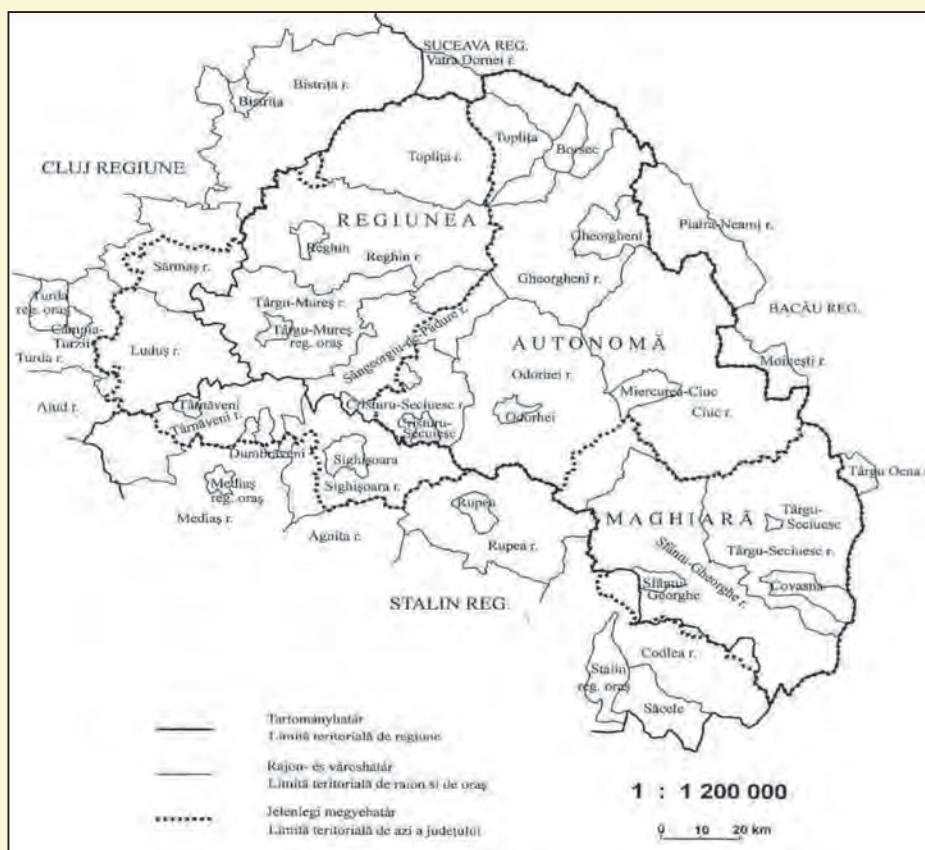 SUCEAVA REG.
Vatra Dornei r.
Bistrița r.
Bistrița
CLUJ REGIUNE
Toplița r.
Toplița
Borsec
REGIUNEA
Reghin
Reghin r.
Gheorgheni
Gheorgheni r.
Piatra-Neamț r.
Sărmaș r.
Turda
reg. oraș
Câmpia-
Turzii
Turda r.
Luduș r.
Târgu-Mureș r.
Târgu-Mureș
reg. oraș
Sângeorgiu-de-Pădure r.
BACĂU REG.
AUTONOMĂ
Moinești r.
Odorhei r.
Odorhei
Miercurea-Ciuc
Ciuc r.
Aiud r.
Târnăveni
Târnăveni r.
Cristuru-Secuiesc r.
Cristuru-
Secuiesc
Dumbrăveni
Sighișoara
Sighișoara r.
Mediaș
reg. oraș
Mediaș r.
Agnita r.
Rupea
Rupea r.
Târgu Ocna r.
MAGHIARĂ
Târgu-
Seciuesc
Târgu-Seciuesc r.
Sfântu-Gheorghe r.
Sfântu-
Georghe
Covasna
STALIN REG.
Codlea r.
Stalin
reg. oraș
Săcele
Tartományhatár
Limită teritorială de regiune
Rajon- és városhatár
Limită teritorială de raion si de oraş
Jelenlegi megyehatár
Limită teritorială de azi a județului
1 : 1 200 000
0 10 20 km